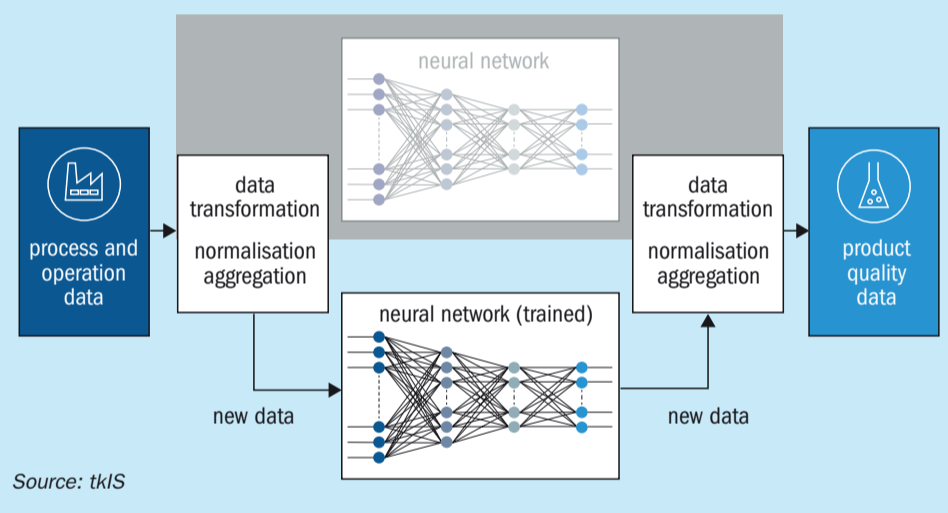 neural network
process and
operation
data
data
transformation
normalisation
aggregation
neural network (trained)
new data
new data
data
transformation
normalisation
aggregation
product
quality
data
Source: tkIS